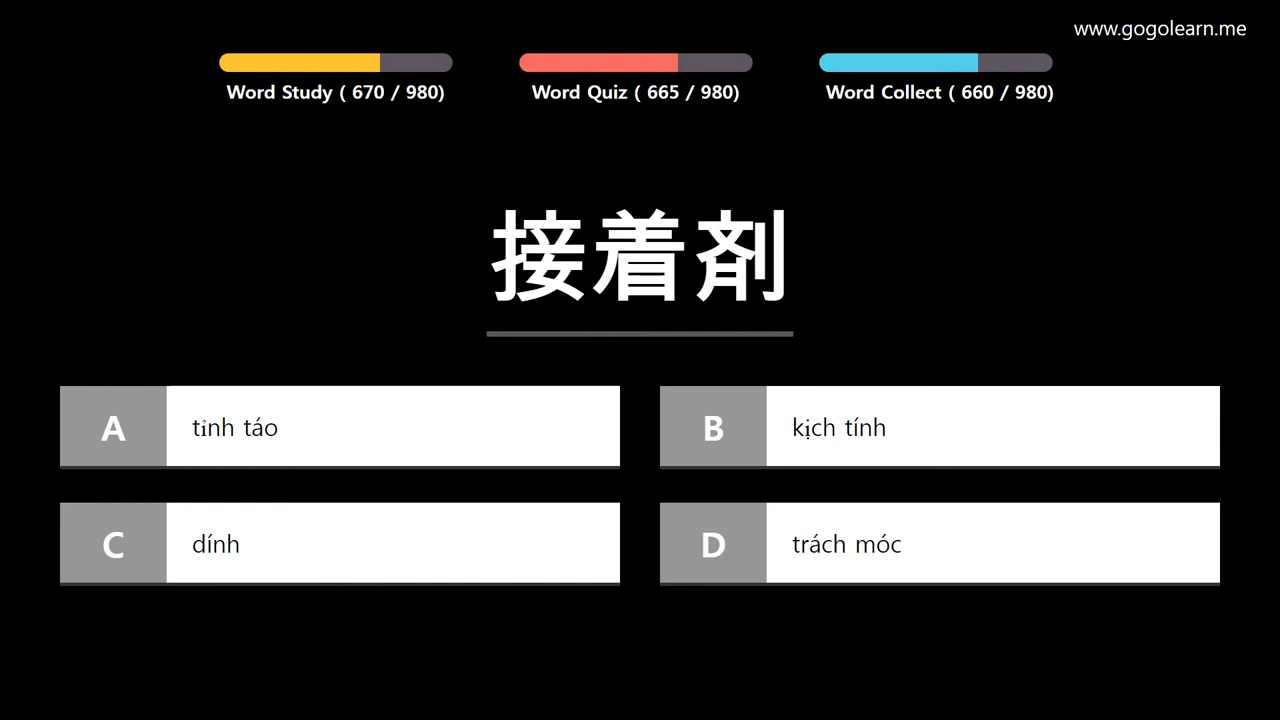 www.gogolearn.me
Word Study ( 670 / 980)
Word Quiz ( 665 / 980)
Word Collect ( 660 / 980)
接着剤
A tỉnh táo
B kịch tính
C dính
D trách móc